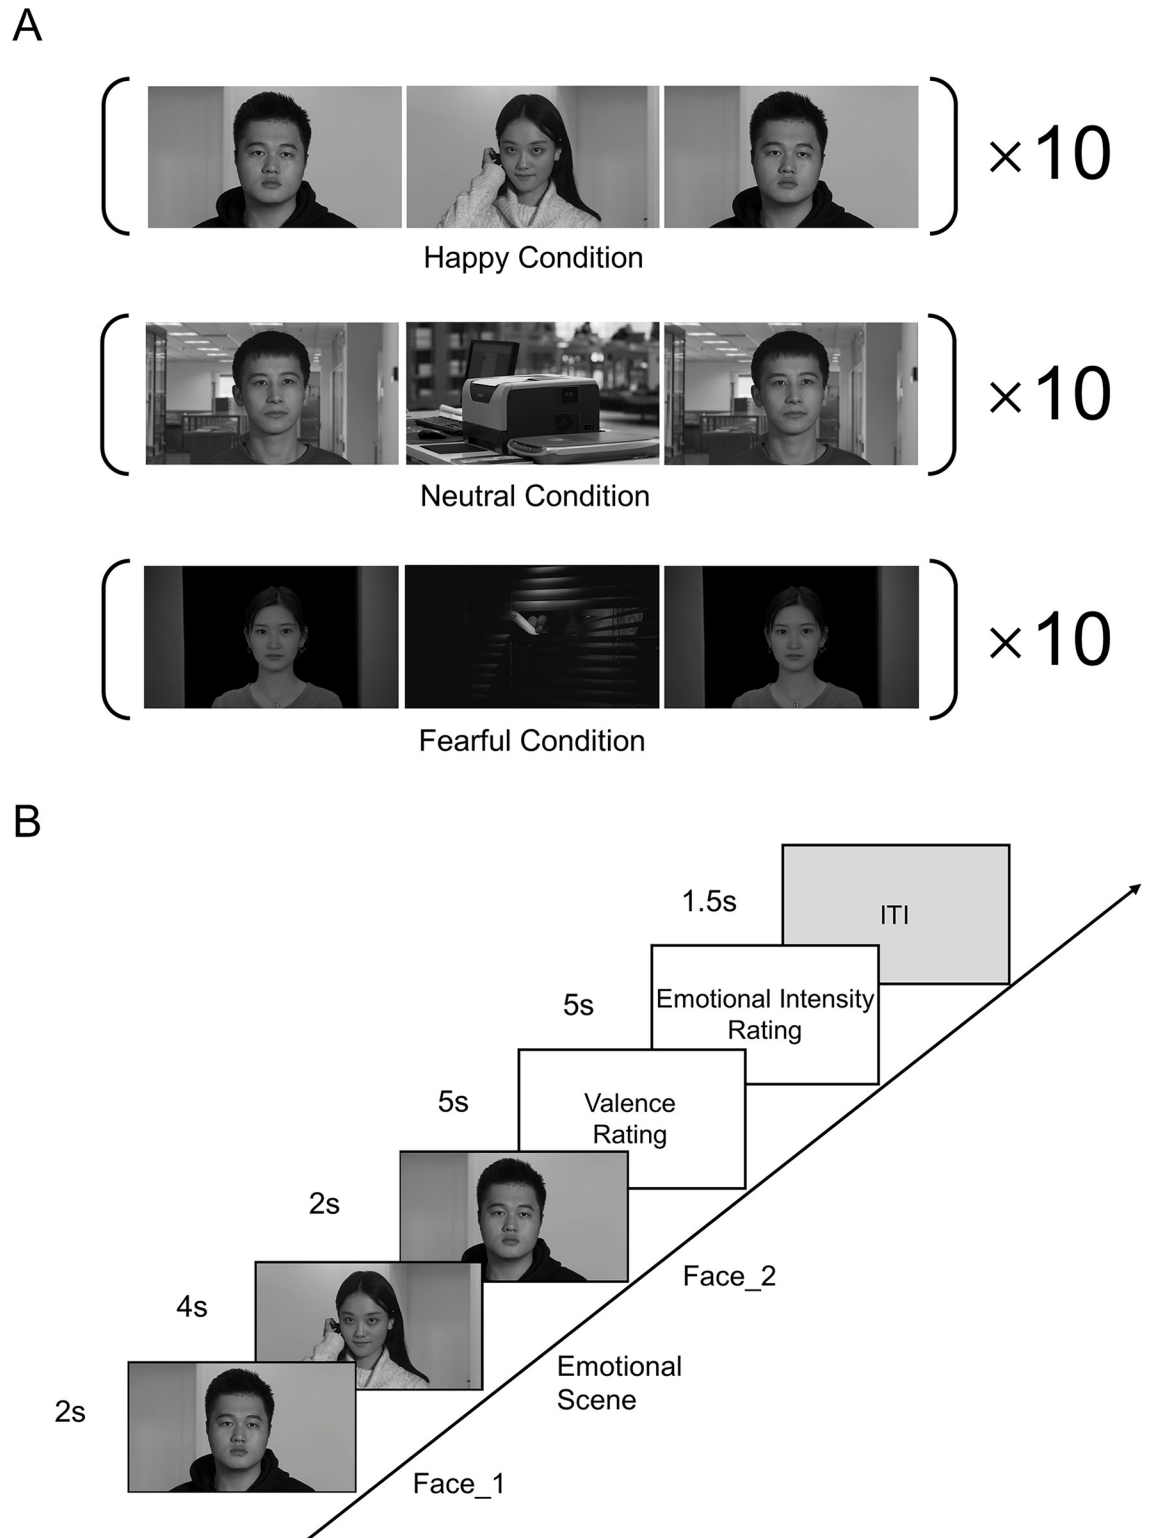 A
×10
Happy Condition
×10
Neutral Condition
×10
Fearful Condition
B
1.5s
ITI
5s
Emotional Intensity
Rating
5s
Valence
Rating
2s
Face_2
4s
Emotional
Scene
2s
Face_1